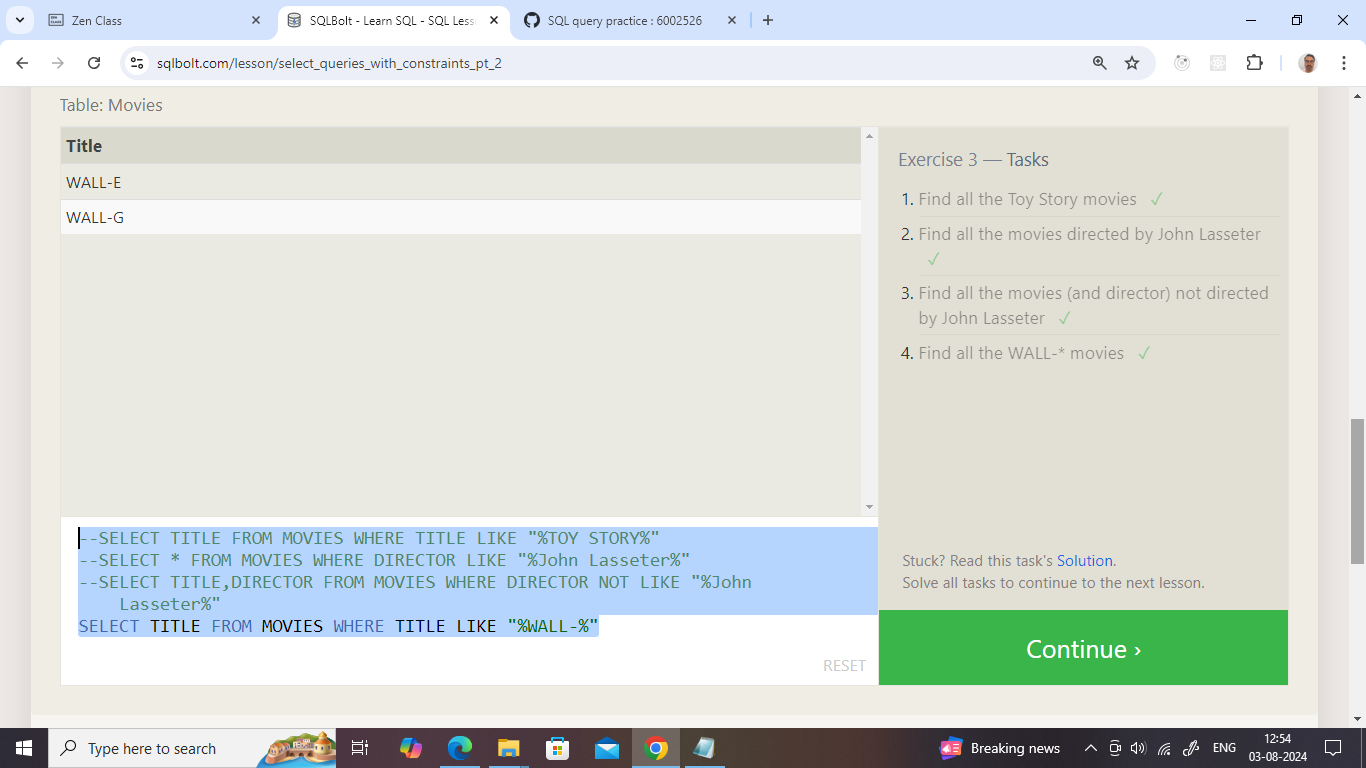 Zen Class
SQLBolt - Learn SQL - SQL Less
SQL query practice : 6002526
sqlbolt.com/lesson/select_queries_with_constraints_pt_2
Table: Movies
Title
WALL-E
WALL-G
Exercise 3 — Tasks
1. Find all the Toy Story movies ✓
2. Find all the movies directed by John Lasseter
✓
3. Find all the movies (and director) not directed
by John Lasseter ✓
4. Find all the WALL-* movies ✓
--SELECT TITLE FROM MOVIES WHERE TITLE LIKE "%TOY STORY%"
--SELECT * FROM MOVIES WHERE DIRECTOR LIKE "%John Lasseter%"
--SELECT TITLE,DIRECTOR FROM MOVIES WHERE DIRECTOR NOT LIKE "%John
Lasseter%"
SELECT TITLE FROM MOVIES WHERE TITLE LIKE "%WALL-%"
RESET
Stuck? Read this task's Solution.
Solve all tasks to continue to the next lesson.
Continue ›
Type here to search
Breaking news
ENG
12:54
03-08-2024